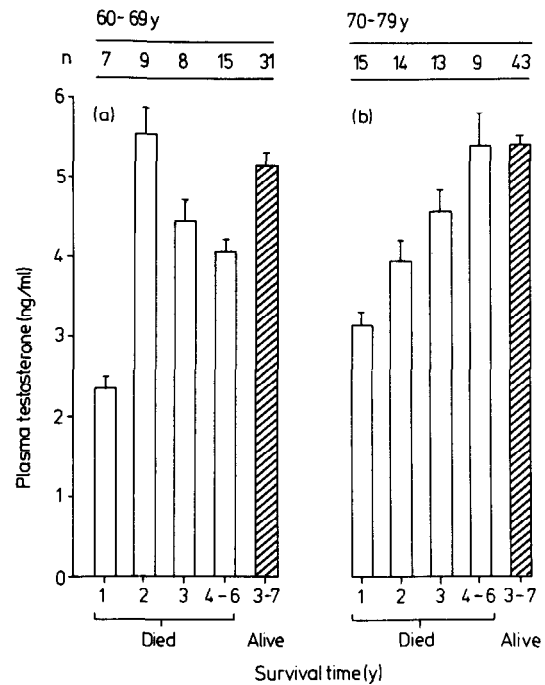 60-69y 70-79y
n 7 9 8 15 31 15 14 13 9 43
6
(a) (b)
5
4
3
2
1
0
Plasma testosterone (ng/ml)
1 2 3 4-6 3-7 1 2 3 4-6 3-7
Died Alive Died Alive
Survival time (y)